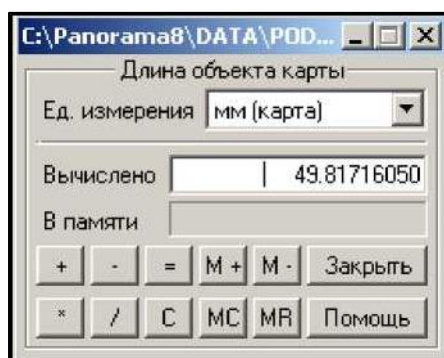 C:\Panorama8\DATA\POD...
Длина объекта карты
Ед. измерения мм (карта)
Вычислено 49.81716050
В памяти
+ - = M + M - Закрыть
* / C MC MR Помощь